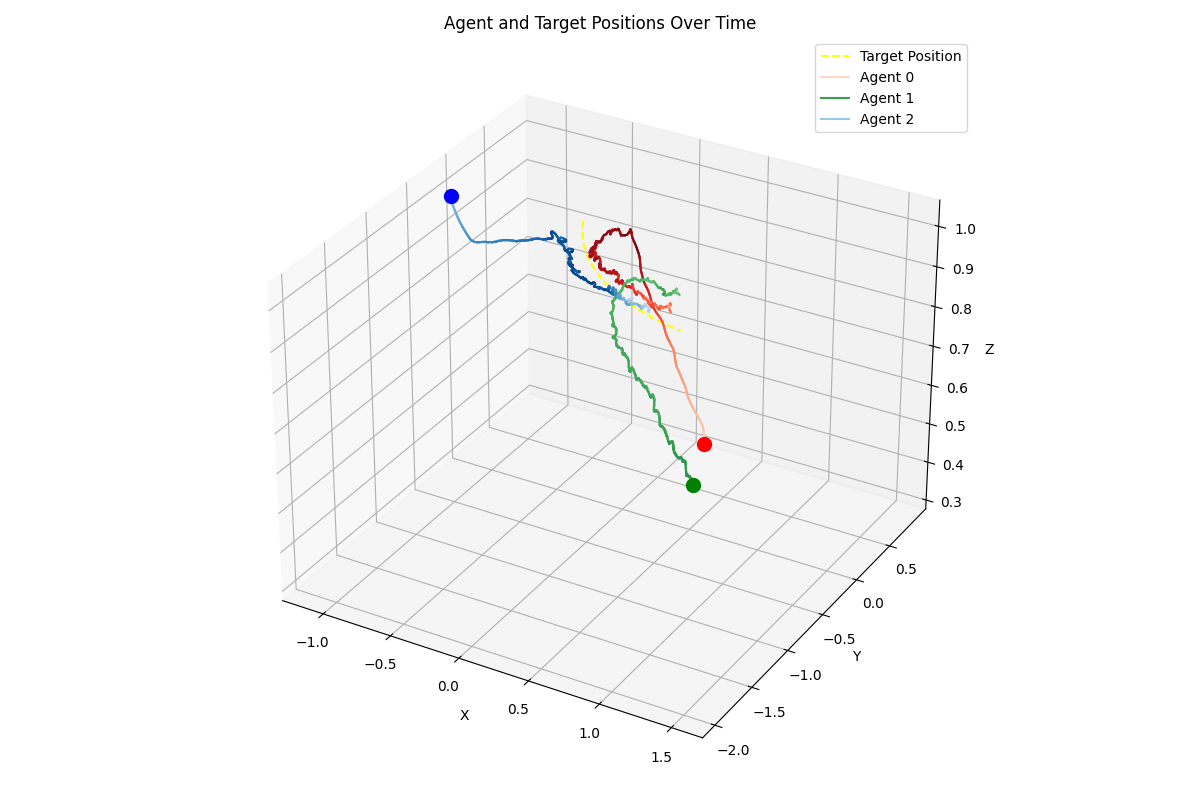 Agent and Target Positions Over Time
Target Position
Agent 0
Agent 1
Agent 2
1.0
0.9
0.8
0.7
Z
0.6
0.5
0.4
0.3
0.5
0.0
−0.5
Y
−1.0
−1.5
−2.0
−1.0
−0.5
0.0
X
0.5
1.0
1.5